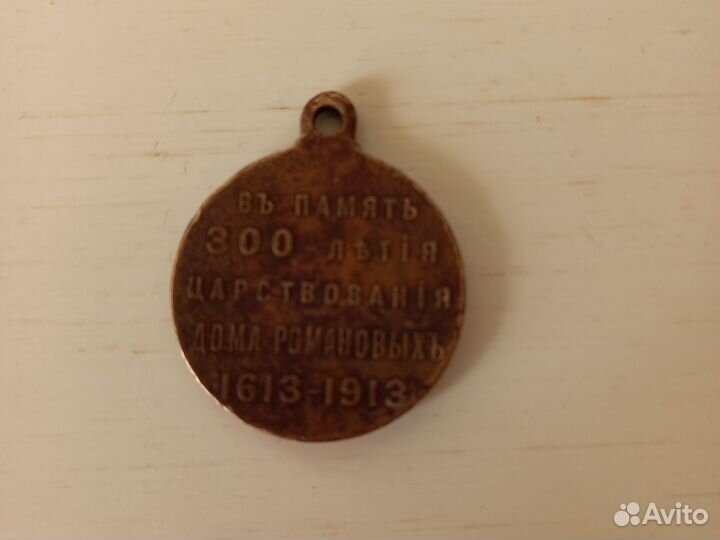 ВЪ ПАМЯТЬ
300-ЛѢТІЯ
ЦАРСТВОВАНІЯ
ДОМА РОМАНОВЫХЪ
1613-1913
Avito